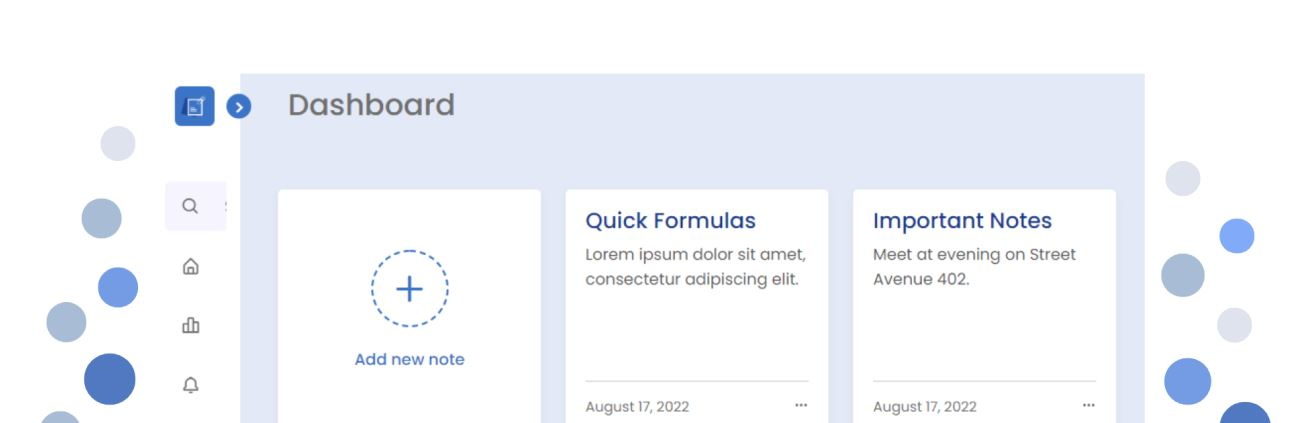 Dashboard
Add new note
Quick Formulas
Lorem ipsum dolor sit amet,
consectetur adipiscing elit.
August 17, 2022
Important Notes
Meet at evening on Street
Avenue 402.
August 17, 2022